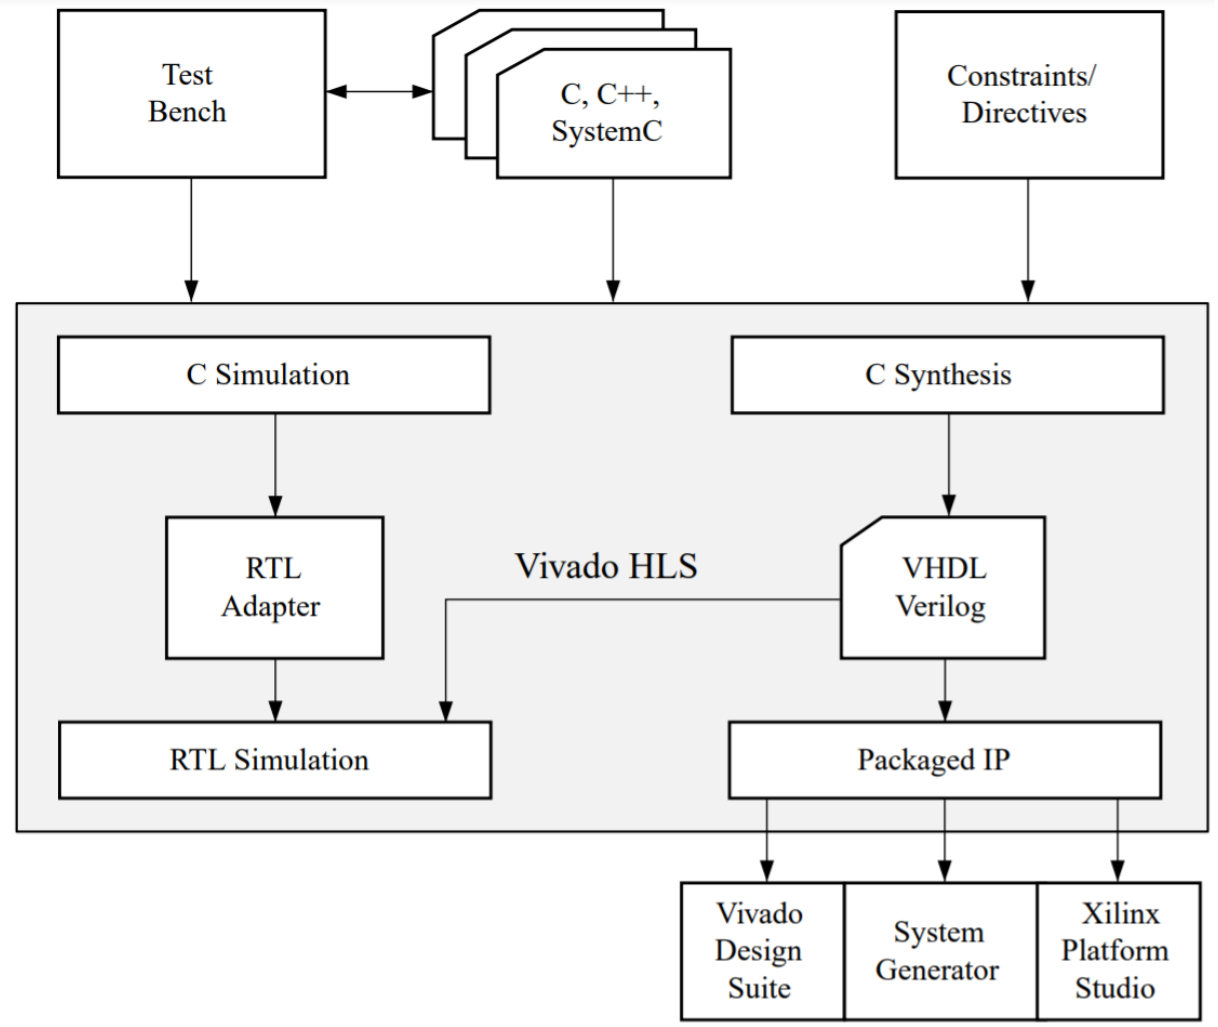 Test
Bench
C, C++,
SystemC
Constraints/
Directives
C Simulation
C Synthesis
RTL
Adapter
Vivado HLS
VHDL
Verilog
RTL Simulation
Packaged IP
Vivado
Design
Suite
System
Generator
Xilinx
Platform
Studio